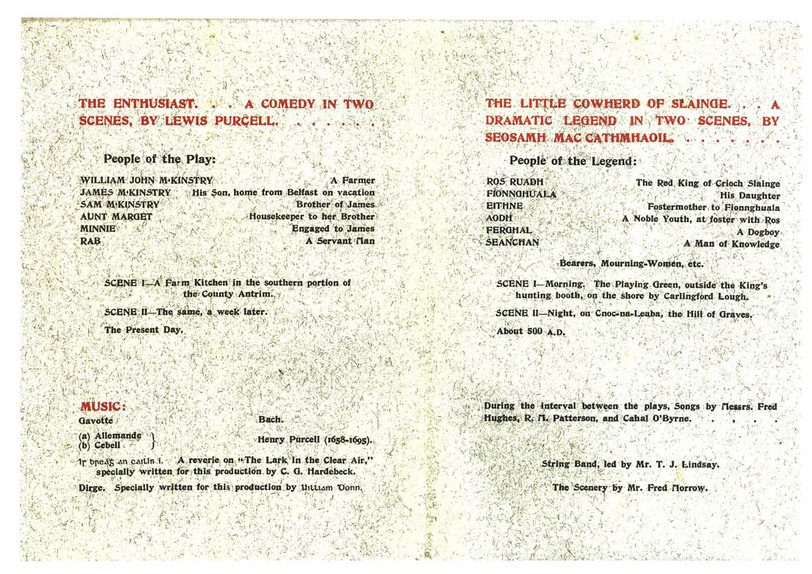 THE ENTHUSIAST. . . A COMEDY IN TWO
SCENES, BY LEWIS PURCELL. . . . . . .
People of the Play:
WILLIAM JOHN M'KINSTRY A Farmer
JAMES M'KINSTRY His Son, home from Belfast on vacation
SAM M'KINSTRY Brother of James
AUNT MARGET Housekeeper to her Brother
MINNIE Engaged to James
RAB A Servant Man
SCENE I—A Farm Kitchen in the southern portion of
the County Antrim.
SCENE II—The same, a week later.
The Present Day.
MUSIC:
Gavotte Bach.
(a) Allemande
(b) Cebell } Henry Purcell (1658-1695).
Ir breáġ an cailín í. A reverie on "The Lark in the Clear Air,"
specially written for this production by C. G. Hardebeck.
Dirge. Specially written for this production by
THE LITTLE COWHERD OF SLAINGE. . . A
DRAMATIC LEGEND IN TWO SCENES, BY
SEOSAMH MAC CATHMHAOIL. . . . . . . .
People of the Legend:
ROS RUADH The Red King of Crioch Slainge
FIONNGHUALA His Daughter
EITHNE Fostermother to Fionnghuala
AODH A Noble Youth, at foster with Ros
FERGHAL A Dogboy
SEANCHAN A Man of Knowledge
Bearers, Mourning-Women, etc.
SCENE I—Morning. The Playing Green, outside the King's
hunting booth, on the shore by Carlingford Lough.
SCENE II—Night, on Cnoc-na-Leaba, the Hill of Graves.
About 500 A.D.
During the interval between the plays, Songs by Messrs. Fred
Hughes, R. M. Patterson, and Cahal O'Byrne. . . . .
String Band, led by Mr. T. J. Lindsay.
The Scenery by Mr. Fred Morrow.